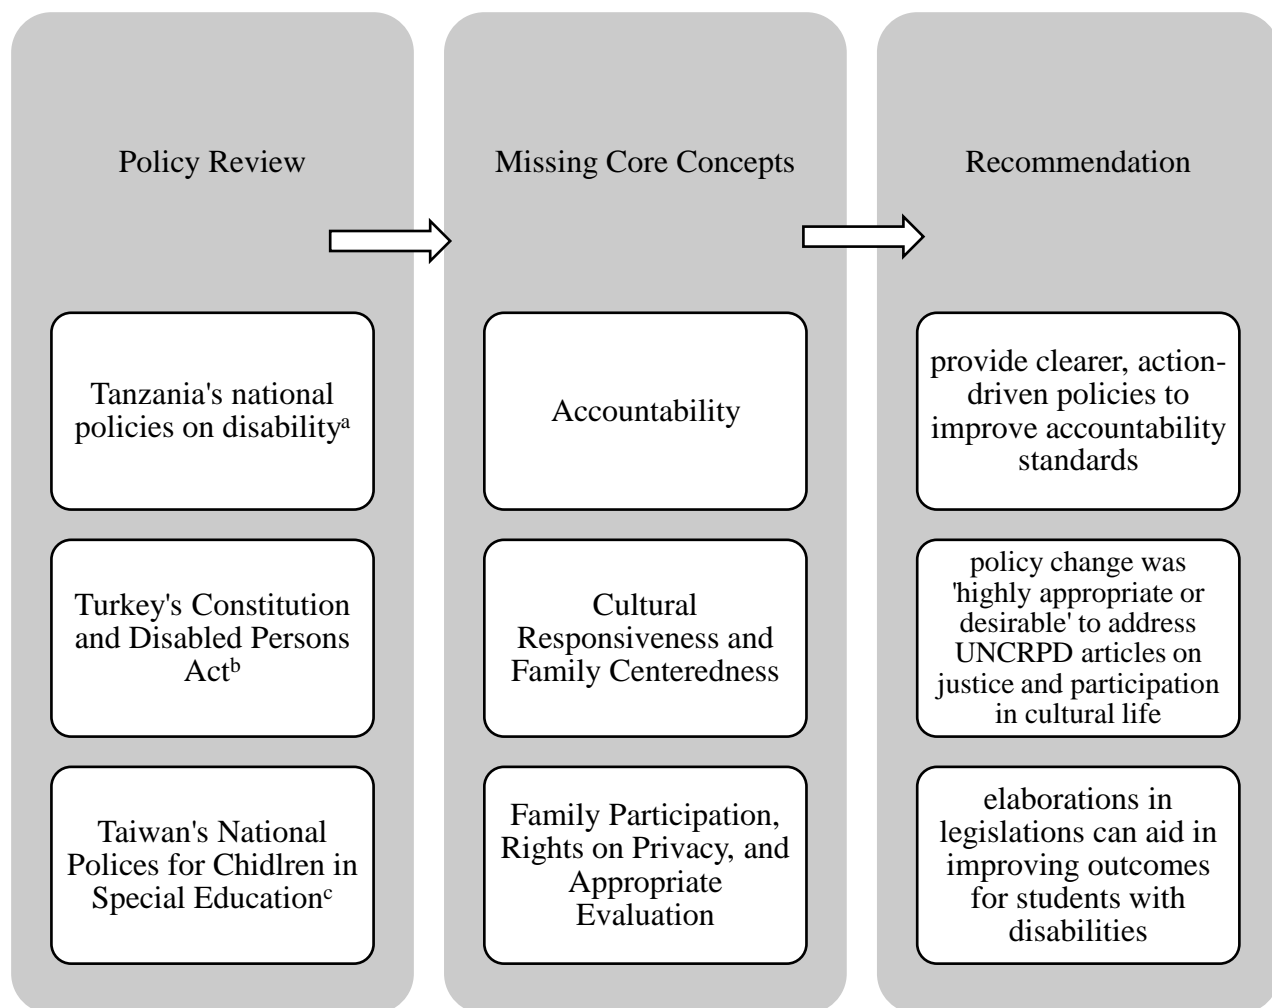 Policy Review
Missing Core Concepts
Recommendation
Tanzania's national
policies on disabilityᵃ
Accountability
provide clearer, action-
driven policies to
improve accountability
standards
Turkey's Constitution
and Disabled Persons
Actᵇ
Cultural
Responsiveness and
Family Centeredness
policy change was
'highly appropriate or
desirable' to address
UNCRPD articles on
justice and participation
in cultural life
Taiwan's National
Polices for Chidlren in
Special Educationᶜ
Family Participation,
Rights on Privacy, and
Appropriate
Evaluation
elaborations in
legislations can aid in
improving outcomes
for students with
disabilities